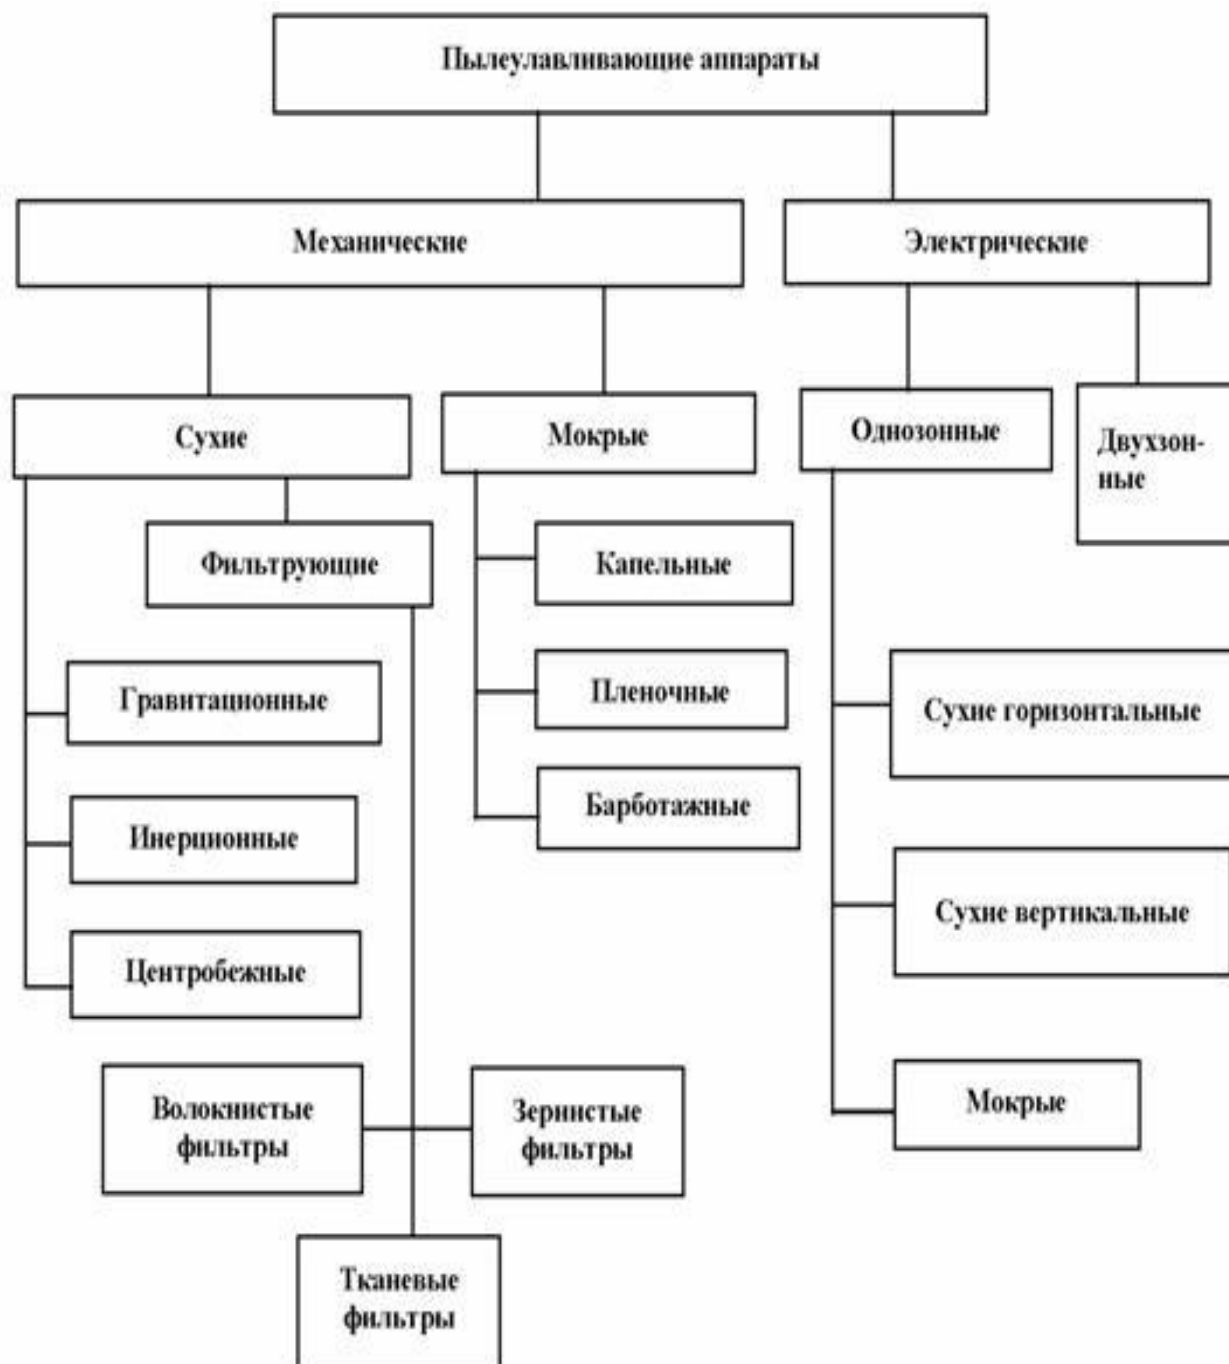 Пылеулавливающие аппараты
Механические
Электрические
Сухие
Мокрые
Однозонные
Двухзон-
ные
Фильтрующие
Капельные
Гравитационные
Пленочные
Сухие горизонтальные
Инерционные
Барботажные
Сухие вертикальные
Центробежные
Волокнистые
фильтры
Зернистые
фильтры
Мокрые
Тканевые
фильтры